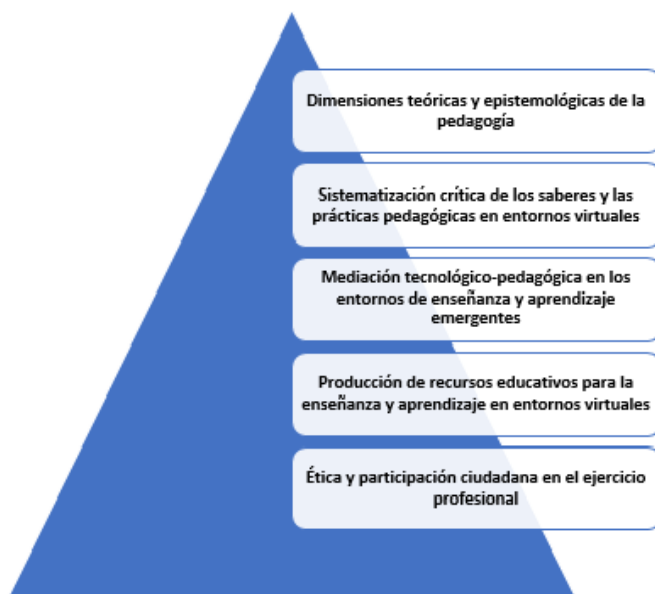 Dimensiones teóricas y epistemológicas de la
pedagogía
Sistematización crítica de los saberes y las
prácticas pedagógicas en entornos virtuales
Mediación tecnológico-pedagógica en los
entornos de enseñanza y aprendizaje
emergentes
Producción de recursos educativos para la
enseñanza y aprendizaje en entornos virtuales
Ética y participación ciudadana en el ejercicio
profesional